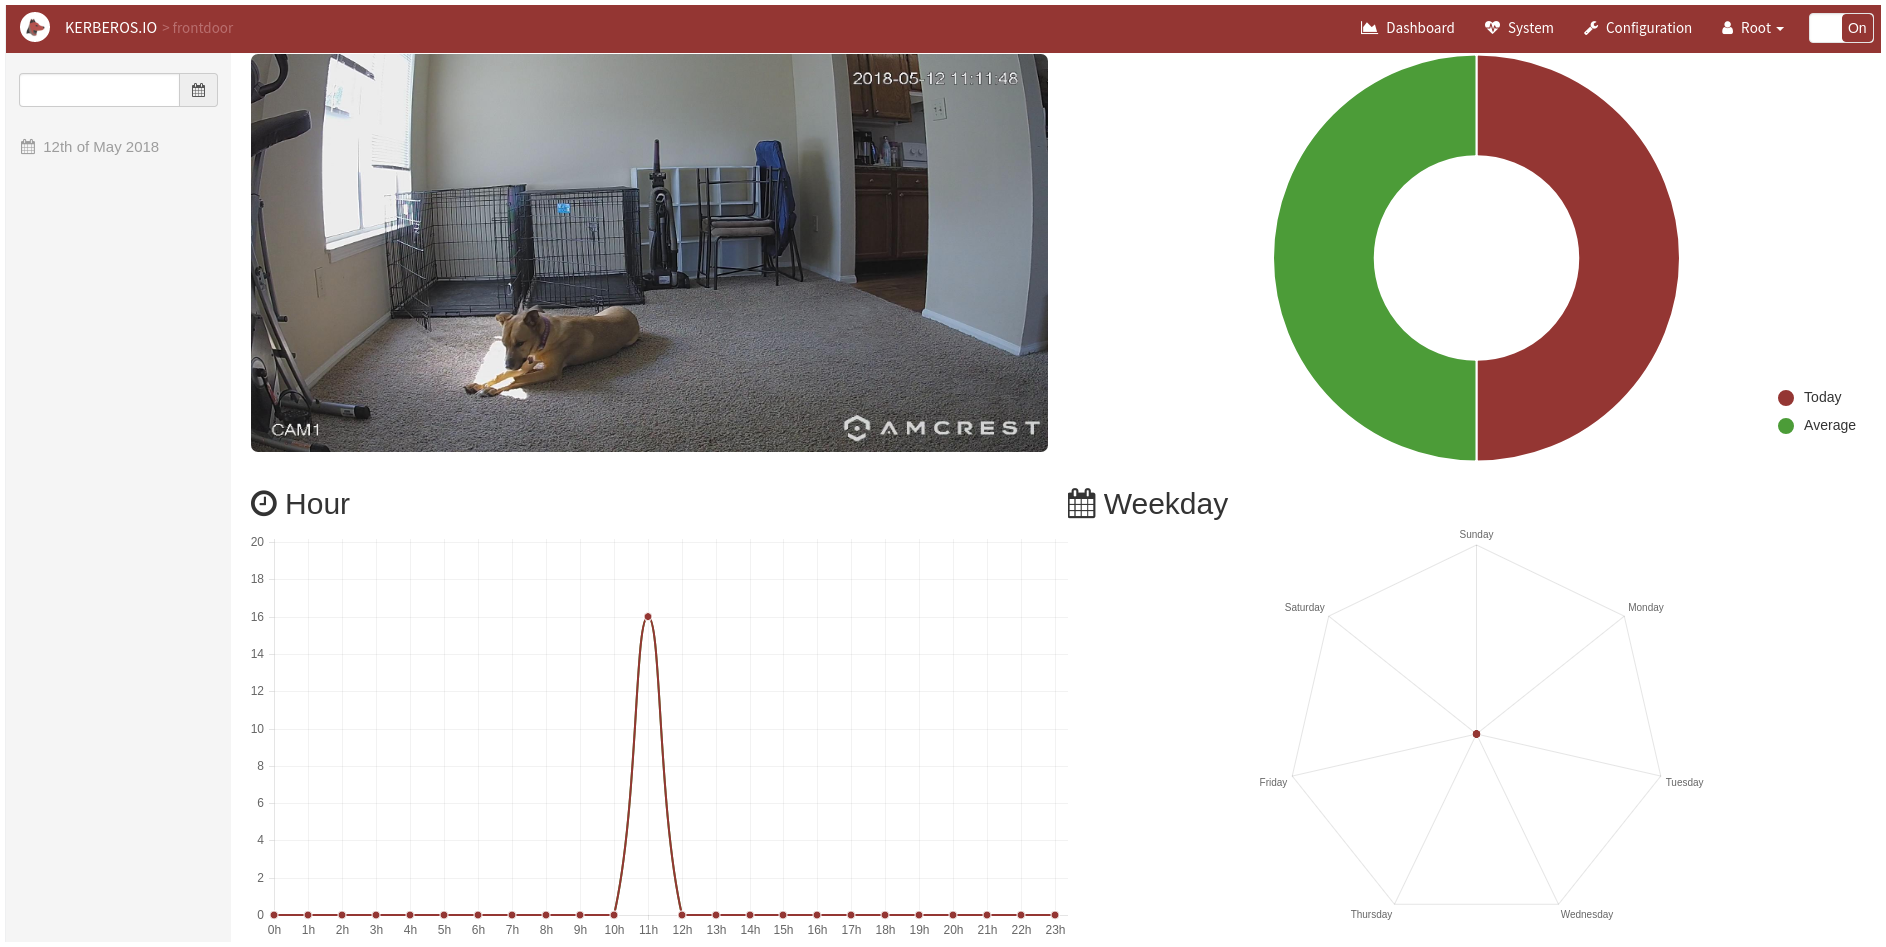 KERBEROS.IO > frontdoor
Dashboard
System
Configuration
Root
On
12th of May 2018
2018-05-12 11:11:48
CAM1
AMCREST
Today
Average
Hour
20
18
16
14
12
10
8
6
4
2
0
0h 1h 2h 3h 4h 5h 6h 7h 8h 9h 10h 11h 12h 13h 14h 15h 16h 17h 18h 19h 20h 21h 22h 23h
Weekday
Sunday
Monday
Tuesday
Wednesday
Thursday
Friday
Saturday